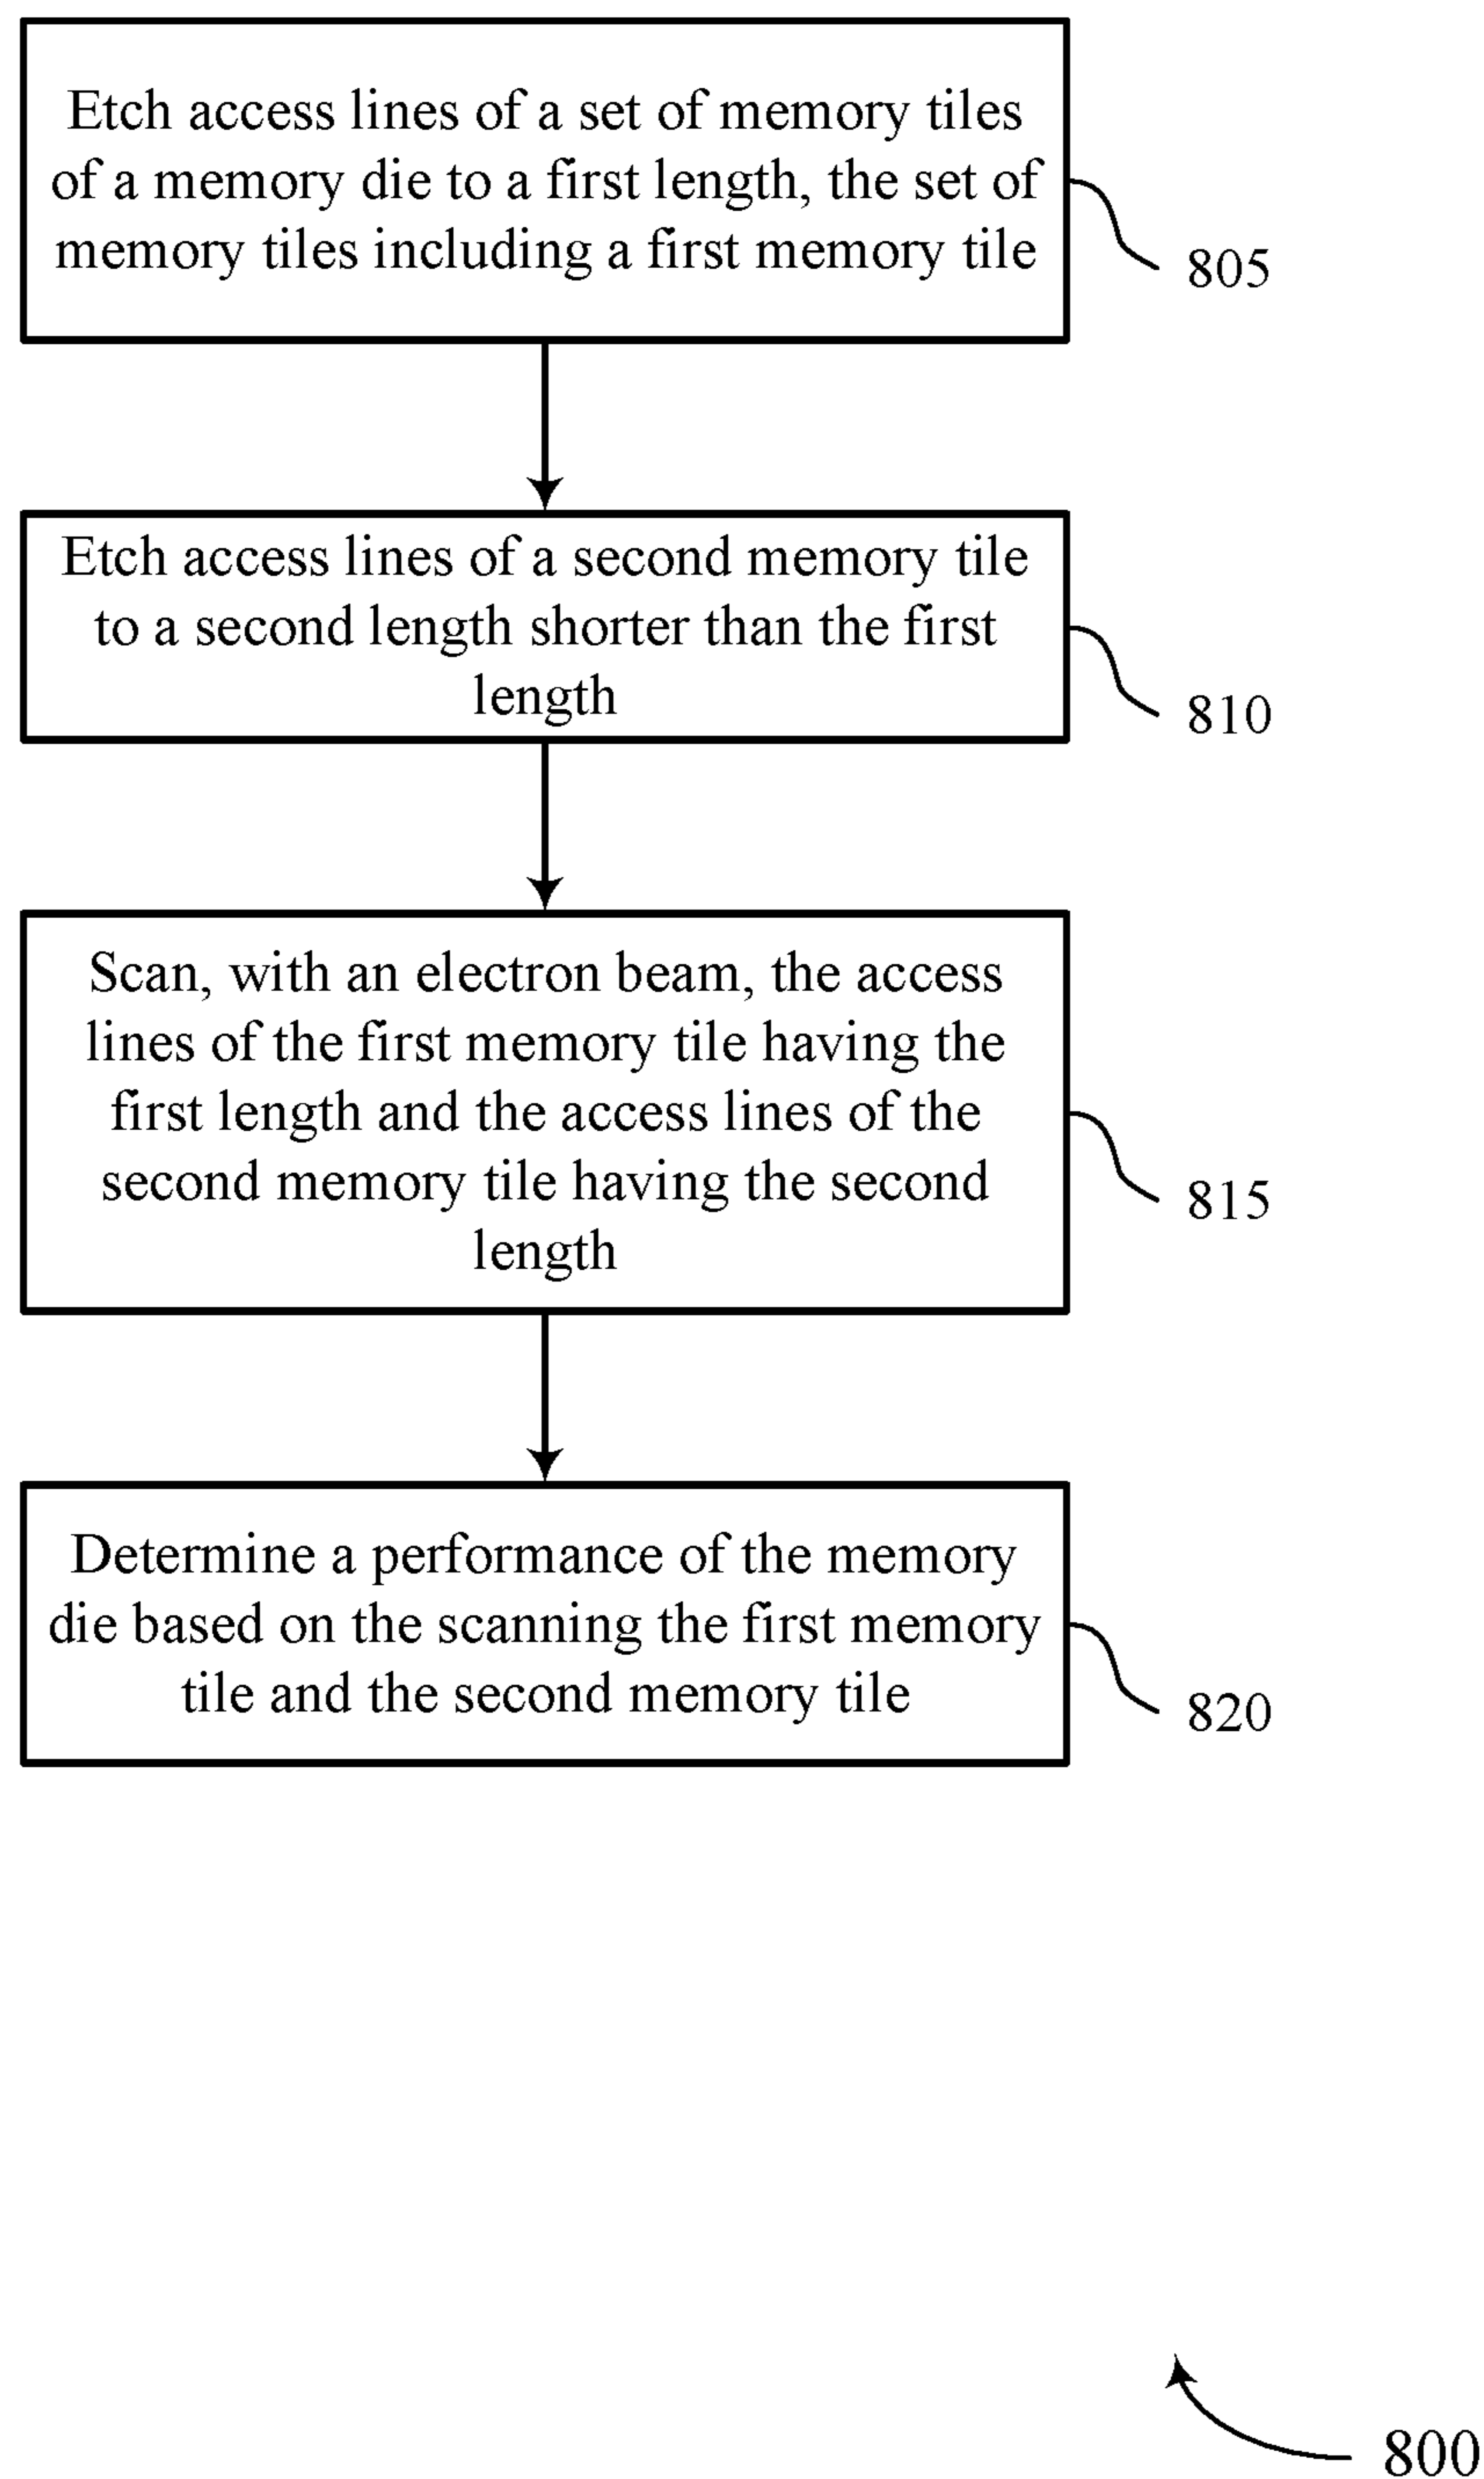 Etch access lines of a set of memory tiles
of a memory die to a first length, the set of
memory tiles including a first memory tile
805
Etch access lines of a second memory tile
to a second length shorter than the first
length
810
Scan, with an electron beam, the access
lines of the first memory tile having the
first length and the access lines of the
second memory tile having the second
length
815
Determine a performance of the memory
die based on the scanning the first memory
tile and the second memory tile
820
800